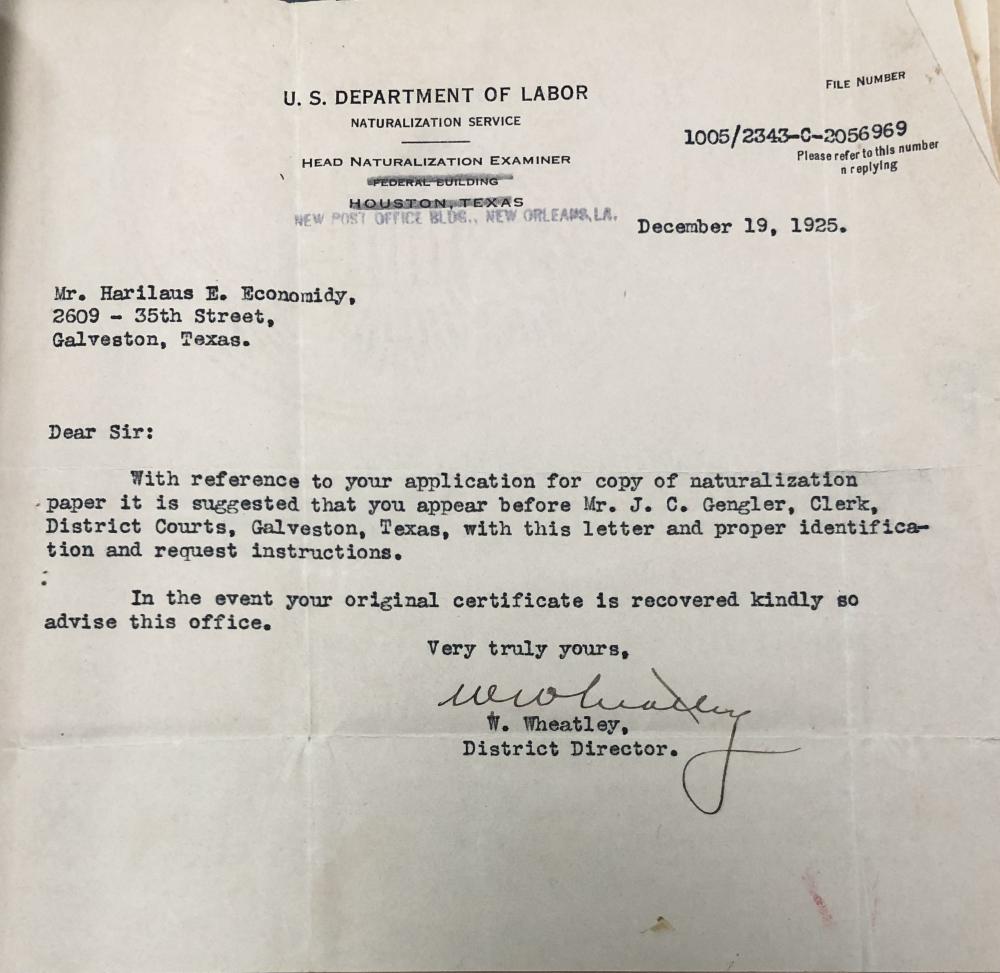 U. S. DEPARTMENT OF LABOR
NATURALIZATION SERVICE
HEAD NATURALIZATION EXAMINER
FEDERAL BUILDING
HOUSTON, TEXAS
NEW POST OFFICE BLDG., NEW ORLEANS, LA.
FILE NUMBER
1005/2343-C-2056969
Please refer to this number
n replying
December 19, 1925.
Mr. Harilaus E. Economidy,
2609 - 35th Street,
Galveston, Texas.
Dear Sir:
With reference to your application for copy of naturalization
paper it is suggested that you appear before Mr. J. C. Gengler, Clerk,
District Courts, Galveston, Texas, with this letter and proper identifica-
tion and request instructions.
In the event your original certificate is recovered kindly so
advise this office.
Very truly yours,
W Wheatley
W. Wheatley,
District Director.